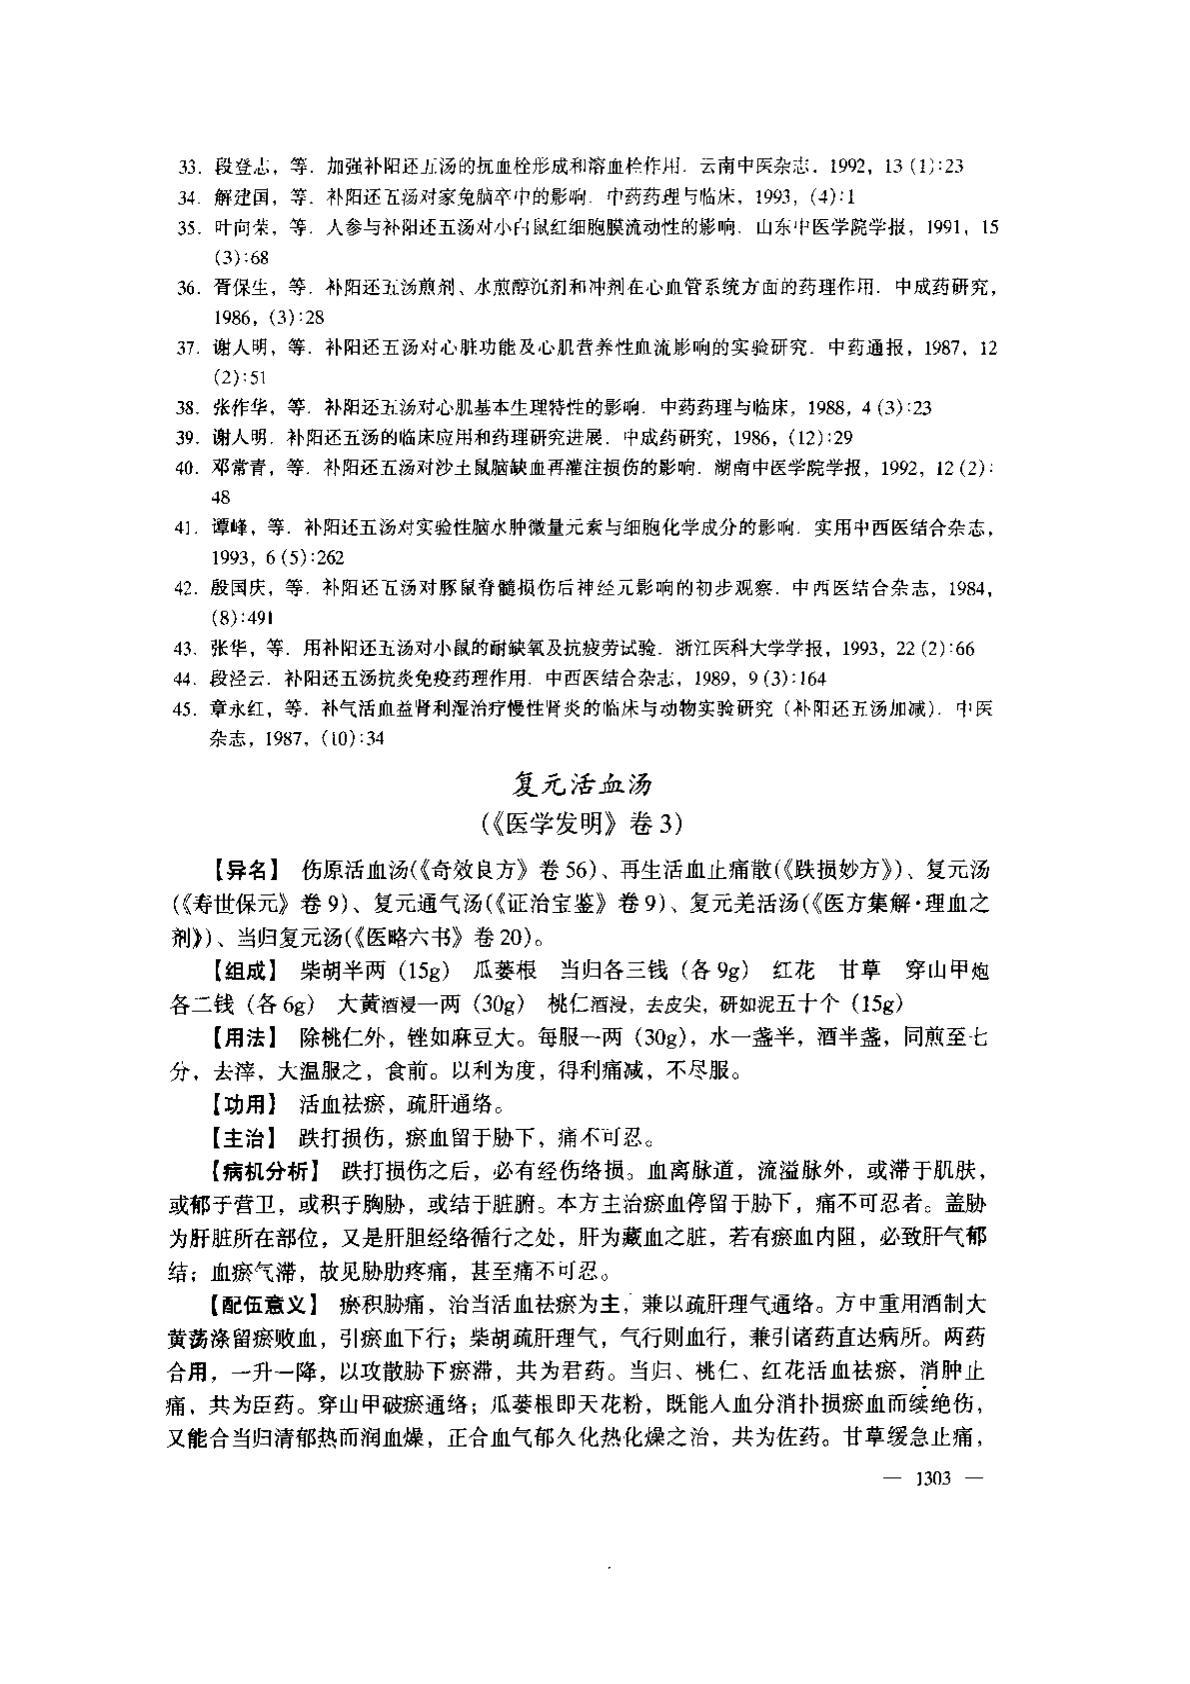 33. 段登志，等. 加强补阳还五汤的抗血栓形成和溶血栓作用. 云南中医杂志. 1992, 13 (1):23
34. 解建国，等. 补阳还五汤对家兔脑卒中的影响. 中药药理与临床，1993, (4):1
35. 叶向荣，等. 人参与补阳还五汤对小白鼠红细胞膜流动性的影响. 山东中医学院学报，1991, 15
(3):68
36. 胥保生，等. 补阳还五汤煎剂、水煎醇沉剂和冲剂在心血管系统方面的药理作用. 中成药研究，
1986, (3):28
37. 谢人明，等. 补阳还五汤对心脏功能及心肌营养性血流影响的实验研究. 中药通报，1987, 12
(2):51
38. 张作华，等. 补阳还五汤对心肌基本生理特性的影响. 中药药理与临床，1988, 4 (3):23
39. 谢人明. 补阳还五汤的临床应用和药理研究进展. 中成药研究，1986, (12):29
40. 邓常青，等. 补阳还五汤对沙土鼠脑缺血再灌注损伤的影响. 湖南中医学院学报，1992, 12 (2):
48
41. 谭峰，等. 补阳还五汤对实验性脑水肿微量元素与细胞化学成分的影响. 实用中西医结合杂志，
1993, 6 (5):262
42. 殷国庆，等. 补阳还五汤对豚鼠脊髓损伤后神经元影响的初步观察. 中西医结合杂志，1984,
(8):491
43. 张华，等. 用补阳还五汤对小鼠的耐缺氧及抗疲劳试验. 浙江医科大学学报，1993, 22 (2):66
44. 段泾云. 补阳还五汤抗炎免疫药理作用. 中西医结合杂志，1989, 9 (3):164
45. 章永红，等. 补气活血益肾利湿治疗慢性肾炎的临床与动物实验研究（补阳还五汤加减）. 中医
杂志，1987, (10):34
复元活血汤
(《医学发明》卷 3)
【异名】 伤原活血汤(《奇效良方》卷 56)、再生活血止痛散(《跌损妙方》)、复元汤
(《寿世保元》卷 9)、复元通气汤(《证治宝鉴》卷 9)、复元羌活汤(《医方集解·理血之
剂》)、当归复元汤(《医略六书》卷 20)。
【组成】 柴胡半两（15g） 瓜蒌根 当归各三钱（各 9g） 红花 甘草 穿山甲炮
各二钱（各 6g） 大黄酒浸一两（30g） 桃仁酒浸，去皮尖，研如泥五十个（15g）
【用法】 除桃仁外，锉如麻豆大。每服一两（30g），水一盏半，酒半盏，同煎至七
分，去滓，大温服之，食前。以利为度，得利痛减，不尽服。
【功用】 活血祛瘀，疏肝通络。
【主治】 跌打损伤，瘀血留于胁下，痛不可忍。
【病机分析】 跌打损伤之后，必有经伤络损。血离脉道，流溢脉外，或滞于肌肤，
或郁于营卫，或积于胸胁，或结于脏腑。本方主治瘀血停留于胁下，痛不可忍者。盖胁
为肝脏所在部位，又是肝胆经络循行之处，肝为藏血之脏，若有瘀血内阻，必致肝气郁
结；血瘀气滞，故见胁肋疼痛，甚至痛不可忍。
【配伍意义】 瘀积胁痛，治当活血祛瘀为主，兼以疏肝理气通络。方中重用酒制大
黄荡涤留瘀败血，引瘀血下行；柴胡疏肝理气，气行则血行，兼引诸药直达病所。两药
合用，一升一降，以攻散胁下瘀滞，共为君药。当归、桃仁、红花活血祛瘀，消肿止
痛，共为臣药。穿山甲破瘀通络；瓜蒌根即天花粉，既能入血分消扑损瘀血而续绝伤，
又能合当归清郁热而润血燥，正合血气郁久化热化燥之治，共为佐药。甘草缓急止痛，
— 1303 —